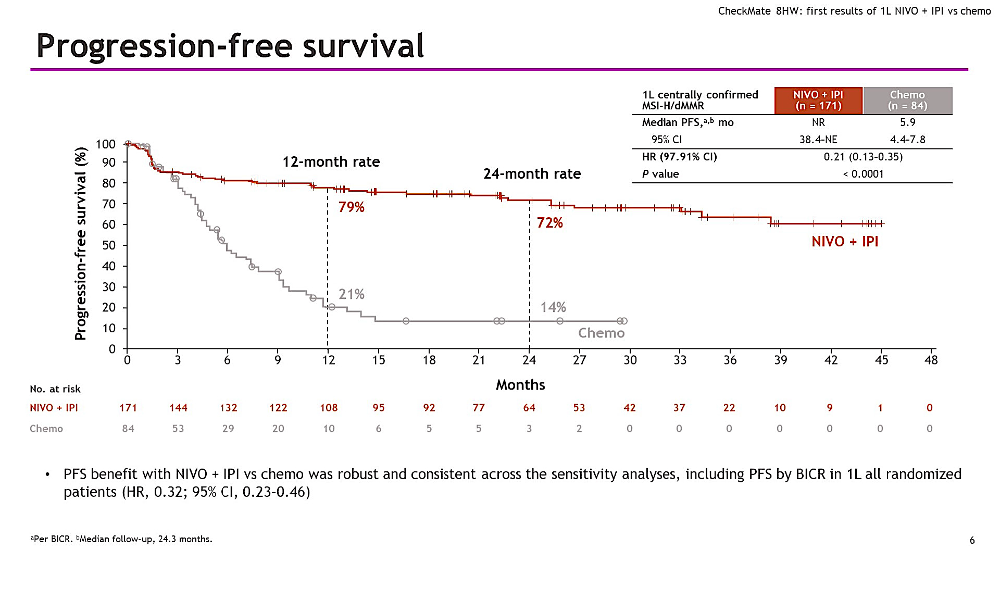 CheckMate 8HW: first results of 1L NIVO + IPI vs chemo
Progression-free survival
1L centrally confirmed MSI-H/dMMR NIVO + IPI (n = 171) Chemo (n = 84)
Median PFS,a,b mo NR 5.9
95% CI 38.4-NE 4.4-7.8
HR (97.91% CI) 0.21 (0.13-0.35)
P value < 0.0001
Progression-free survival (%)
100
90
80
70
60
50
40
30
20
10
0
12-month rate
24-month rate
79%
72%
NIVO + IPI
21%
14%
Chemo
0 3 6 9 12 15 18 21 24 27 30 33 36 39 42 45 48
Months
No. at risk
NIVO + IPI 171 144 132 122 108 95 92 77 64 53 42 37 22 10 9 1 0
Chemo 84 53 29 20 10 6 5 5 3 2 0 0 0 0 0 0 0
• PFS benefit with NIVO + IPI vs chemo was robust and consistent across the sensitivity analyses, including PFS by BICR in 1L all randomized
patients (HR, 0.32; 95% CI, 0.23-0.46)
aPer BICR. bMedian follow-up, 24.3 months.
6